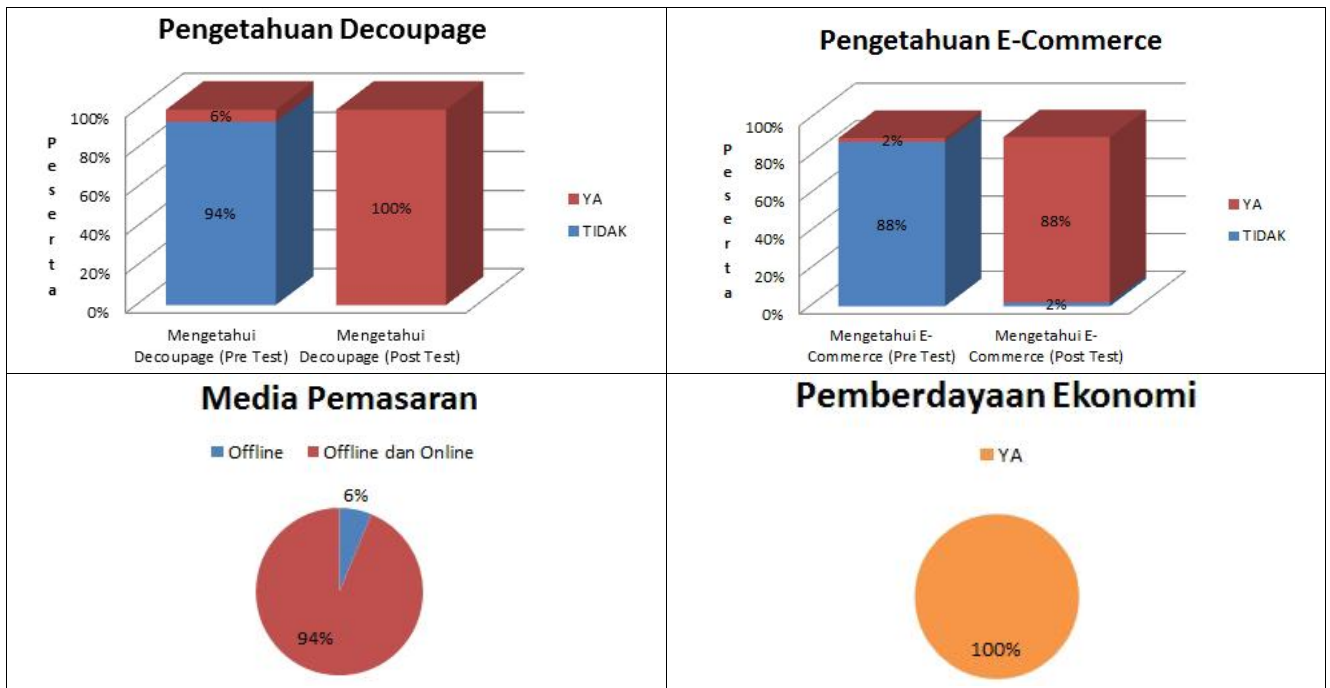 Pengetahuan Decoupage
Peserta
100%
80%
60%
40%
20%
0%
6%
94%
100%
YA
TIDAK
Mengetahui
Decoupage (Pre Test)
Mengetahui
Decoupage (Post Test)
Pengetahuan E-Commerce
Peserta
100%
80%
60%
40%
20%
0%
2%
88%
88%
2%
YA
TIDAK
Mengetahui E-
Commerce (Pre Test)
Mengetahui E-
Commerce (Post Test)
Media Pemasaran
Offline
Offline dan Online
6%
94%
Pemberdayaan Ekonomi
YA
100%